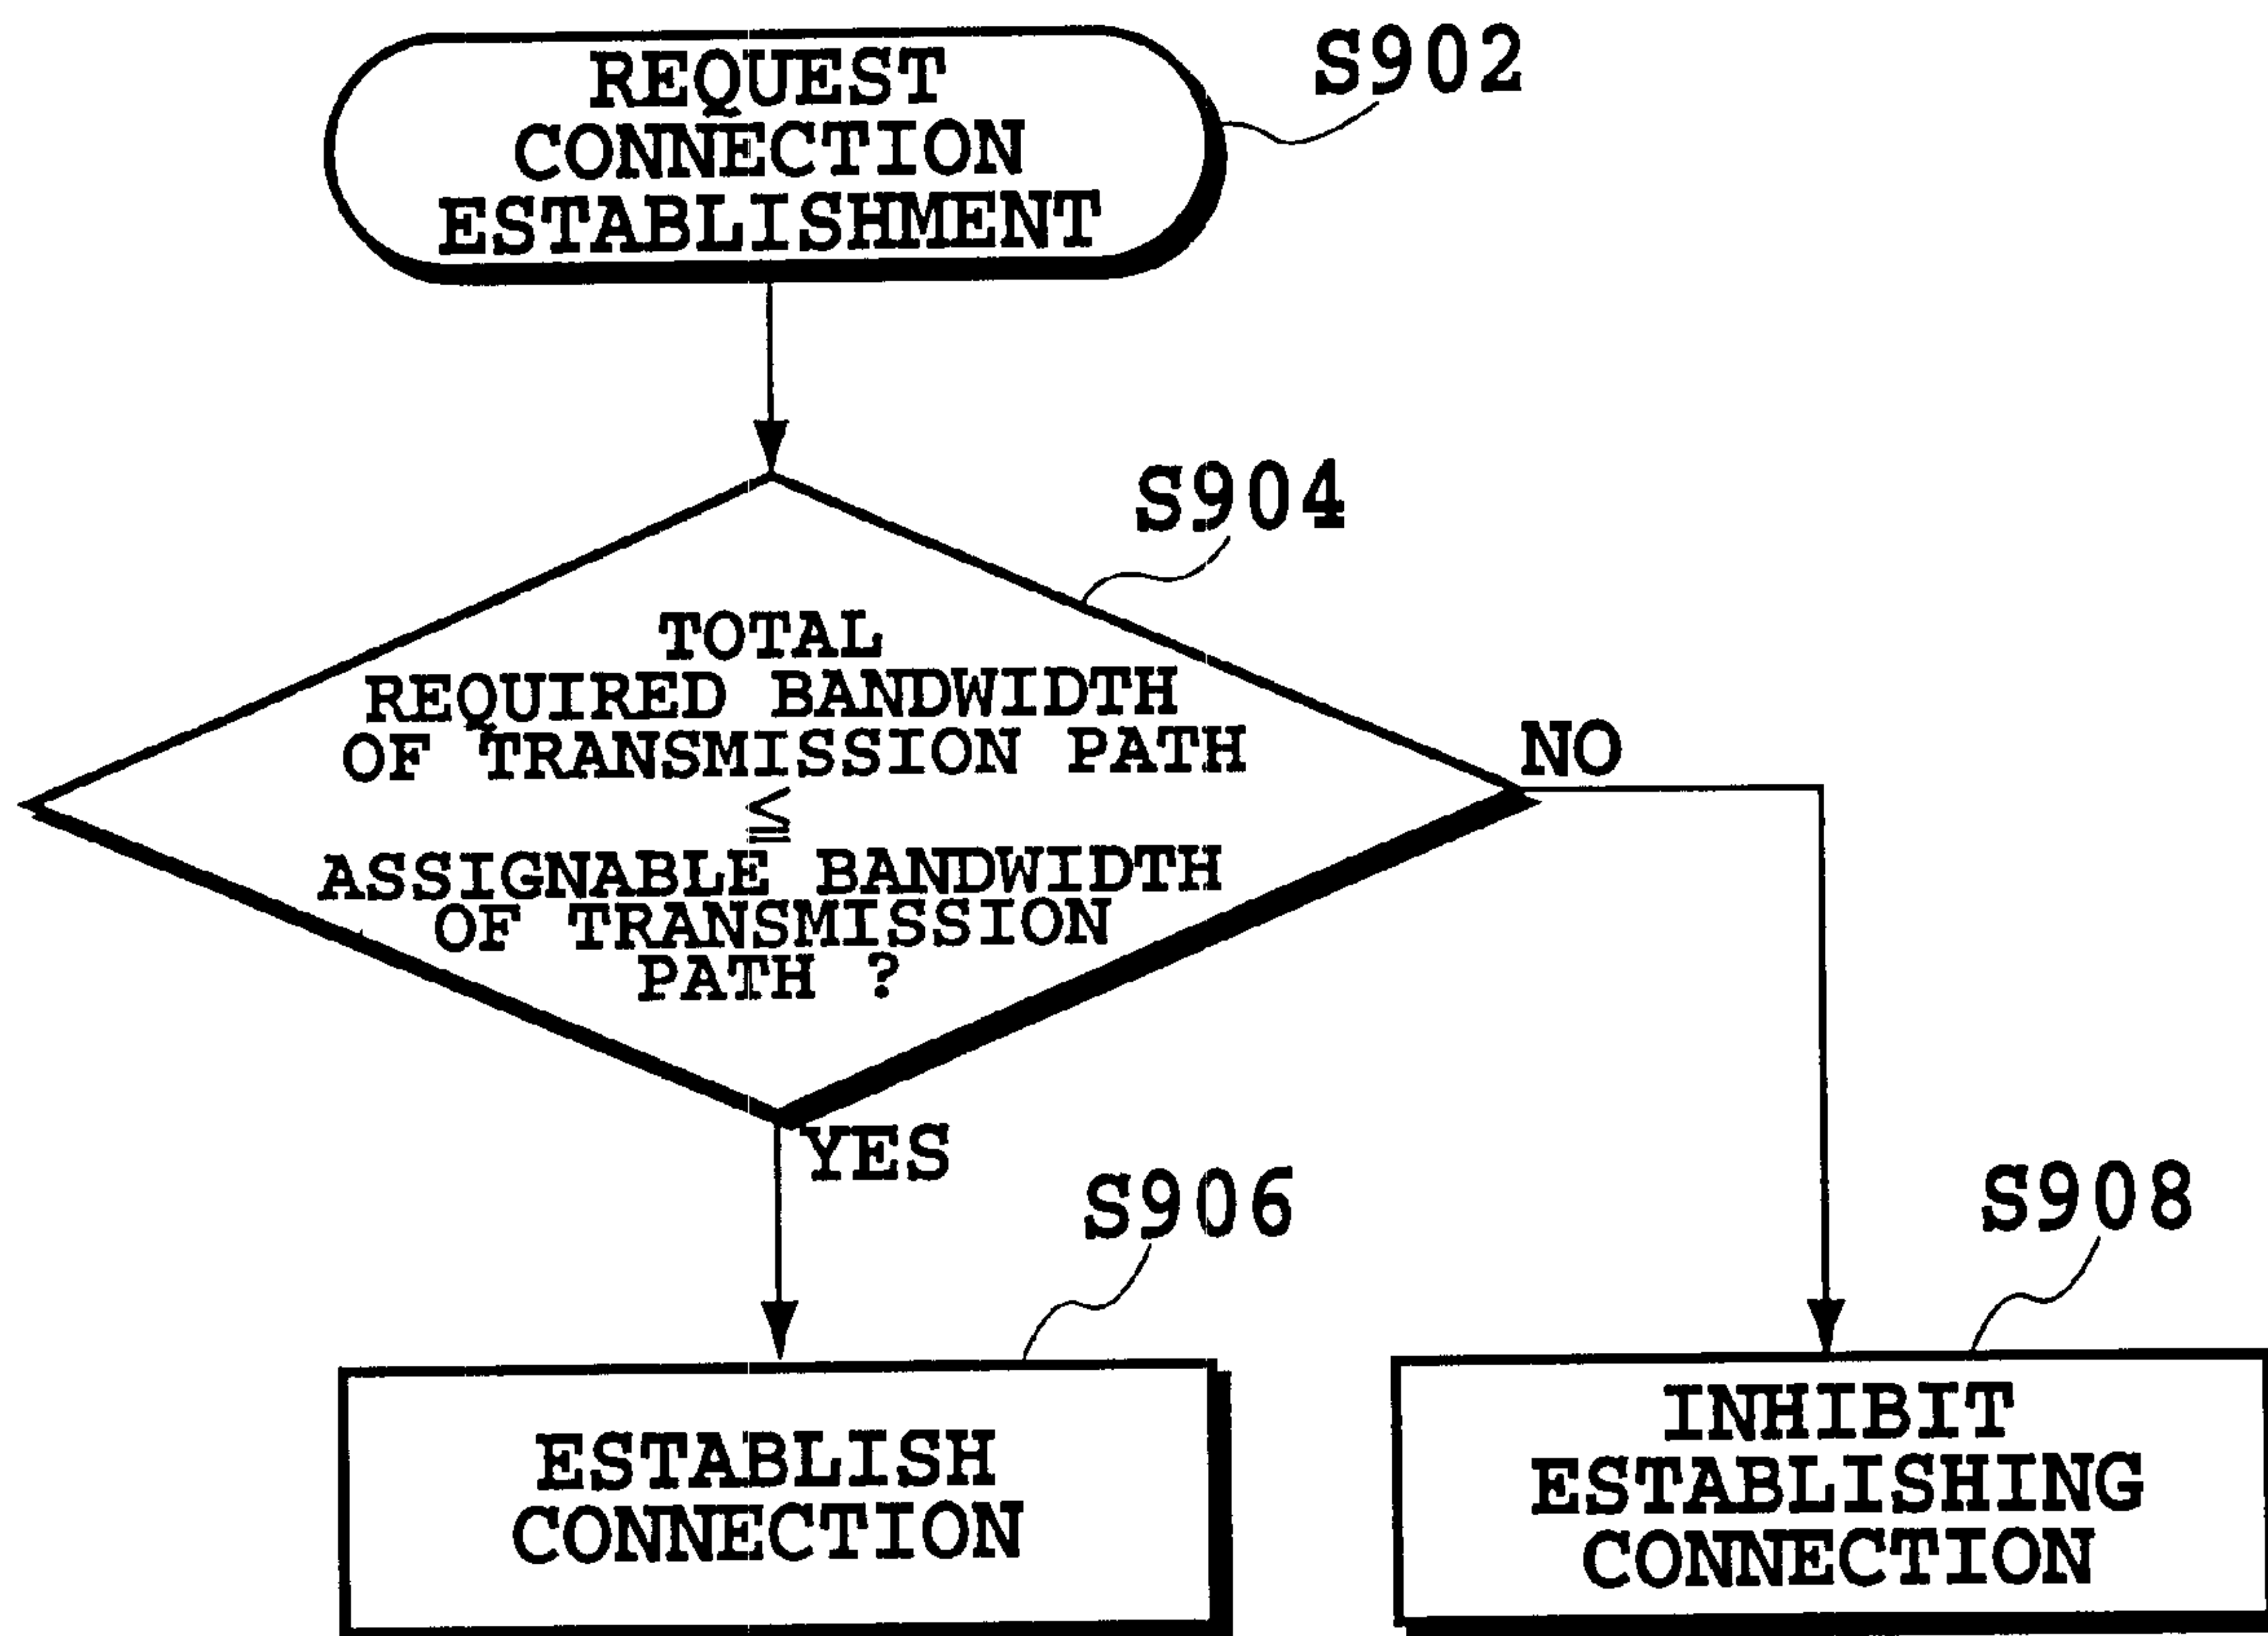 REQUEST
CONNECTION
ESTABLISHMENT
S902
S904
TOTAL
REQUIRED BANDWIDTH
OF TRANSMISSION PATH
≦
ASSIGNABLE BANDWIDTH
OF TRANSMISSION
PATH ?
NO
YES
S906
ESTABLISH
CONNECTION
S908
INHIBIT
ESTABLISHING
CONNECTION